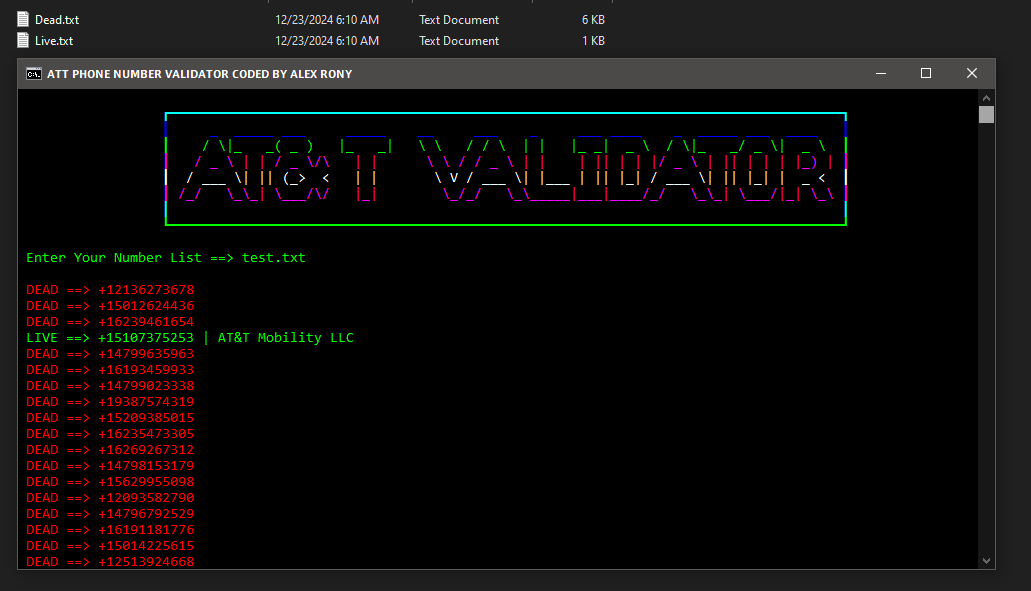 Dead.txt 12/23/2024 6:10 AM Text Document 6 KB
Live.txt 12/23/2024 6:10 AM Text Document 1 KB
ATT PHONE NUMBER VALIDATOR CODED BY ALEX RONY
AT&T VALIDATOR
Enter Your Number List ==> test.txt
DEAD ==> +12136273678
DEAD ==> +15012624436
DEAD ==> +16239461654
LIVE ==> +15107375253 | AT&T Mobility LLC
DEAD ==> +14799635963
DEAD ==> +16193459933
DEAD ==> +14799023338
DEAD ==> +19387574319
DEAD ==> +15209385015
DEAD ==> +16235473305
DEAD ==> +16269267312
DEAD ==> +14798153179
DEAD ==> +15629955098
DEAD ==> +12093582790
DEAD ==> +14796792529
DEAD ==> +16191181776
DEAD ==> +15014225615
DEAD ==> +12513924668